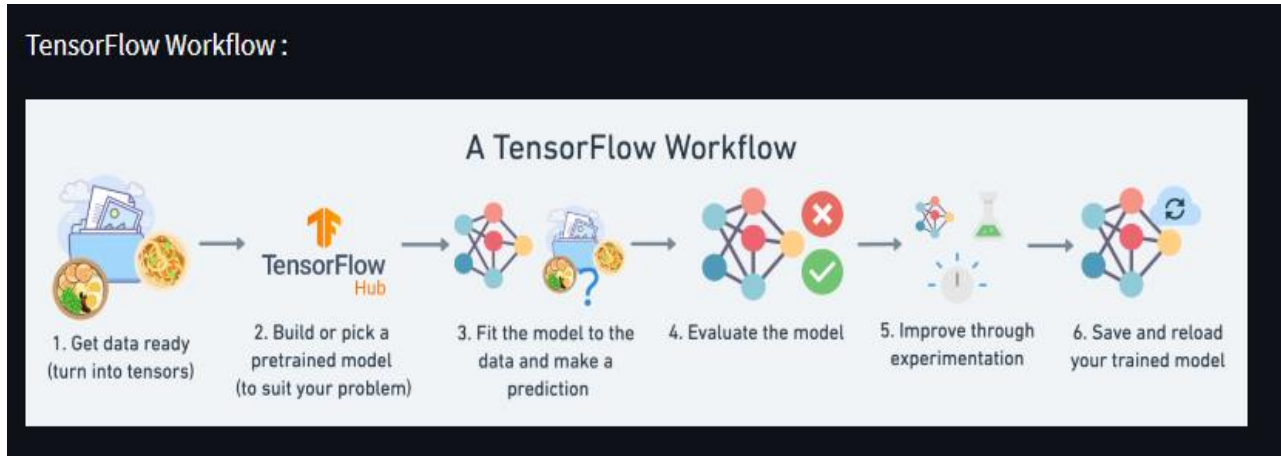 TensorFlow Workflow :
A TensorFlow Workflow
TensorFlow
Hub
1. Get data ready
(turn into tensors)
2. Build or pick a
pretrained model
(to suit your problem)
3. Fit the model to the
data and make a
prediction
4. Evaluate the model
5. Improve through
experimentation
6. Save and reload
your trained model